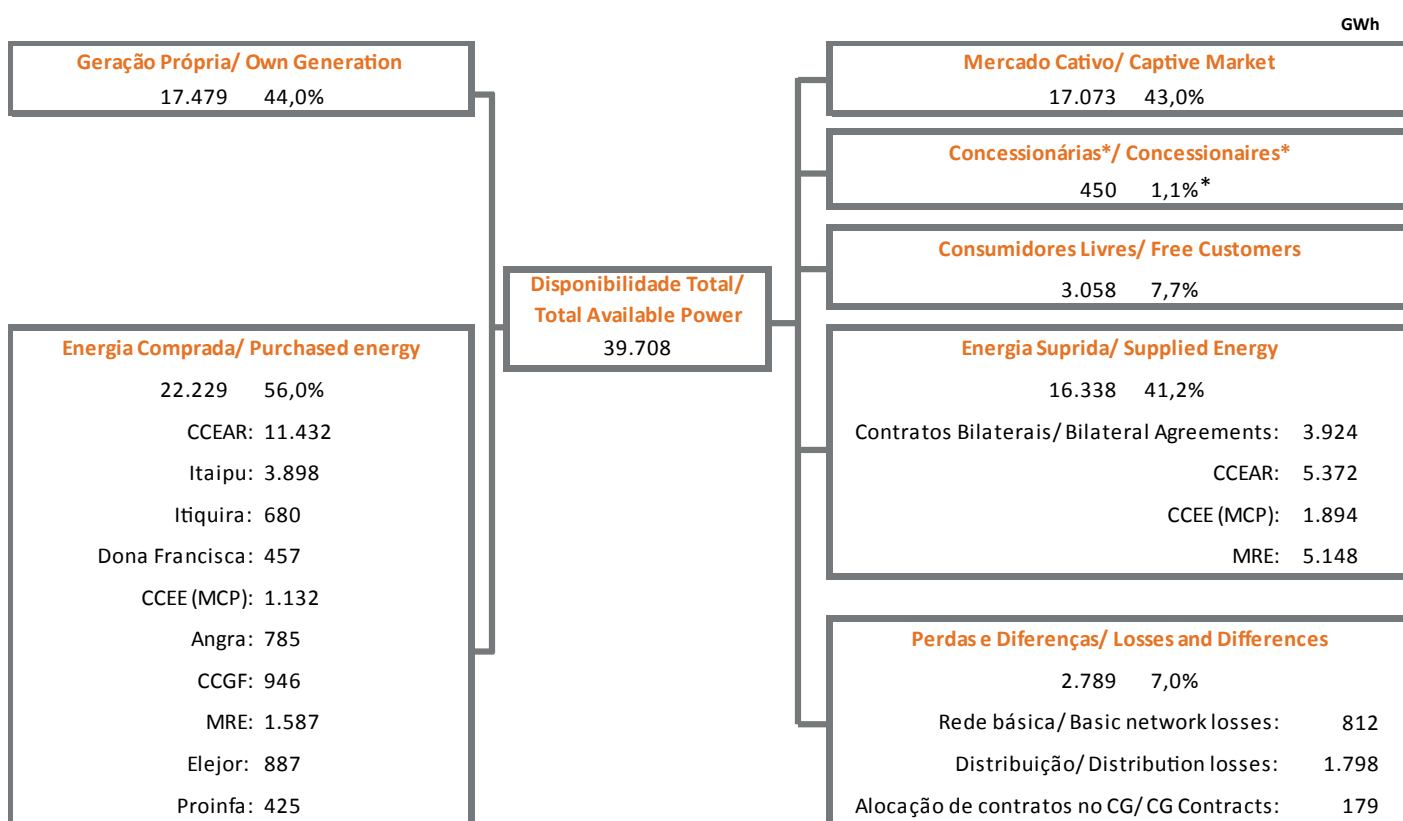 GWh
Geração Própria/ Own Generation
17.479 44,0%
Energia Comprada/ Purchased energy
22.229 56,0%
CCEAR: 11.432
Itaipu: 3.898
Itiquira: 680
Dona Francisca: 457
CCEE (MCP): 1.132
Angra: 785
CCGF: 946
MRE: 1.587
Elejor: 887
Proinfa: 425
Disponibilidade Total/
Total Available Power
39.708
Mercado Cativo/ Captive Market
17.073 43,0%
Concessionárias*/ Concessionaires*
450 1,1%*
Consumidores Livres/ Free Customers
3.058 7,7%
Energia Suprida/ Supplied Energy
16.338 41,2%
Contratos Bilaterais/ Bilateral Agreements: 3.924
CCEAR: 5.372
CCEE (MCP): 1.894
MRE: 5.148
Perdas e Diferenças/ Losses and Differences
2.789 7,0%
Rede básica/ Basic network losses: 812
Distribuição/ Distribution losses: 1.798
Alocação de contratos no CG/ CG Contracts: 179